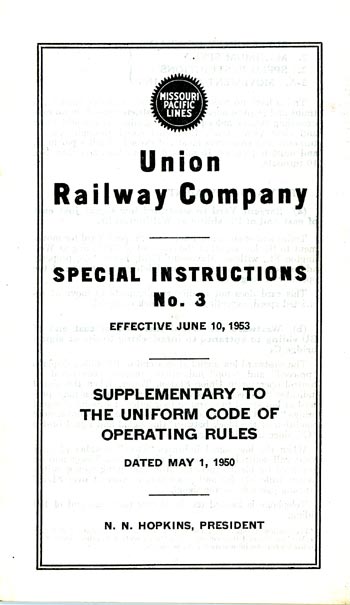 MISSOURI
PACIFIC
LINES
Union
Railway Company
SPECIAL INSTRUCTIONS
No. 3
EFFECTIVE JUNE 10, 1953
SUPPLEMENTARY TO
THE UNIFORM CODE OF
OPERATING RULES
DATED MAY 1, 1950
N. N. HOPKINS, PRESIDENT